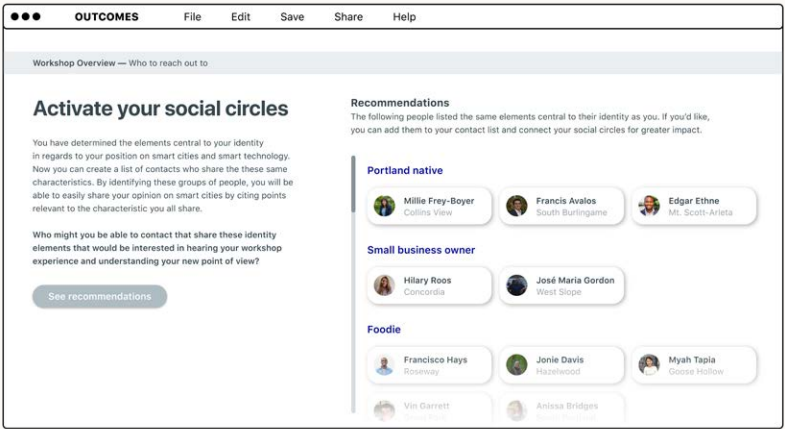 OUTCOMES File Edit Save Share Help
Workshop Overview — Who to reach out to
Activate your social circles
You have determined the elements central to your identity
in regards to your position on smart cities and smart technology.
Now you can create a list of contacts who share the these same
characteristics. By identifying these groups of people, you will be
able to easily share your opinion on smart cities by citing points
relevant to the characteristic you all share.
Who might you be able to contact that share these identity
elements that would be interested in hearing your workshop
experience and understanding your new point of view?
See recommendations
Recommendations
The following people listed the same elements central to their identity as you. If you'd like,
you can add them to your contact list and connect your social circles for greater impact.
Portland native
Millie Frey-Boyer
Collins View
Francis Avalos
South Burlingame
Edgar Ethne
Mt. Scott-Arleta
Small business owner
Hilary Roos
Concordia
José Maria Gordon
West Slope
Foodie
Francisco Hays
Roseway
Jonie Davis
Hazelwood
Myah Tapia
Goose Hollow
Vin Garrett
Anissa Bridges